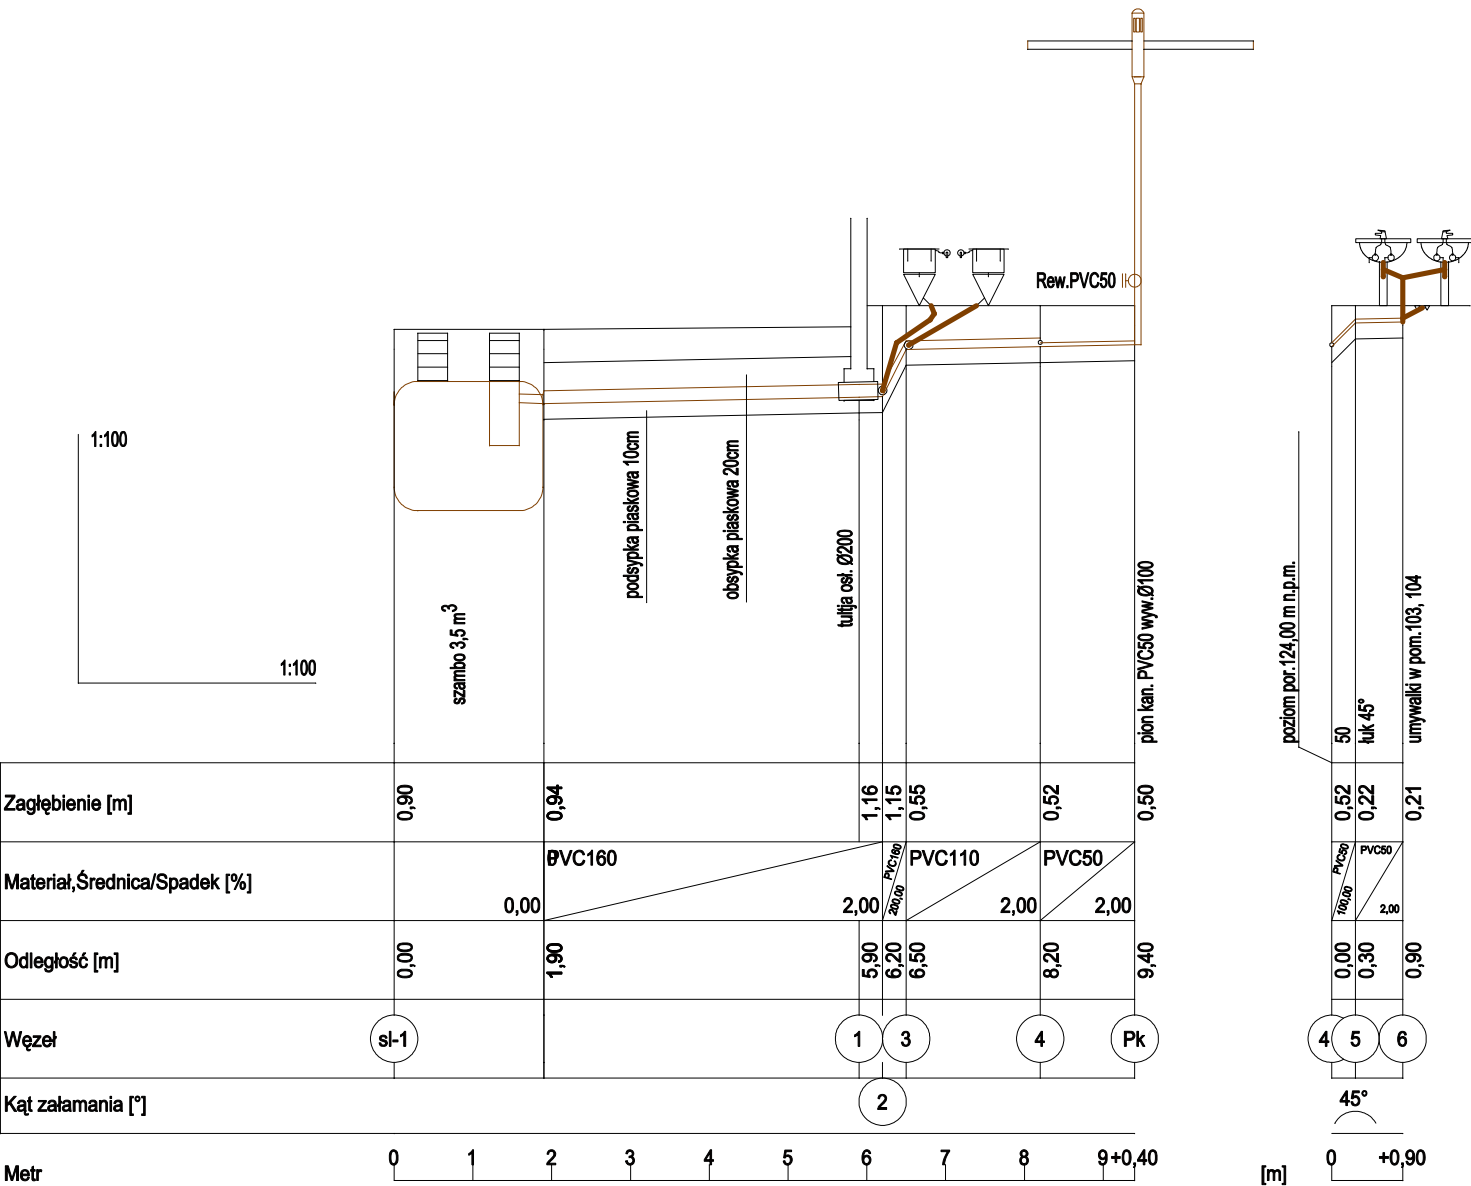 Rew.PVC50
1:100
1:100
szambo 3,5 m³
podsypka piaskowa 10cm
obsypka piaskowa 20cm
tultja osł. Ø200
pion kan. PVC50 wyw.Ø100
poziom por.124,00 m n.p.m.
50
łuk 45°
umywalki w pom.103, 104
Zagłębienie [m]
0,90
0,94
1,16
1,15
0,55
0,52
0,50
0,52
0,22
0,21
Materiał,Średnica/Spadek [%]
0,00
PVC160
2,00
PVC160
200,00
PVC110
2,00
PVC50
2,00
PVC50
100,00
PVC50
2,00
Odległość [m]
0,00
1,90
5,90
6,20
6,50
8,20
9,40
0,00
0,30
0,90
Węzeł
sl-1
1
3
4
Pk
4
5
6
Kąt załamania [°]
2
45°
Metr
0 1 2 3 4 5 6 7 8 9 +0,40
[m]
0 +0,90